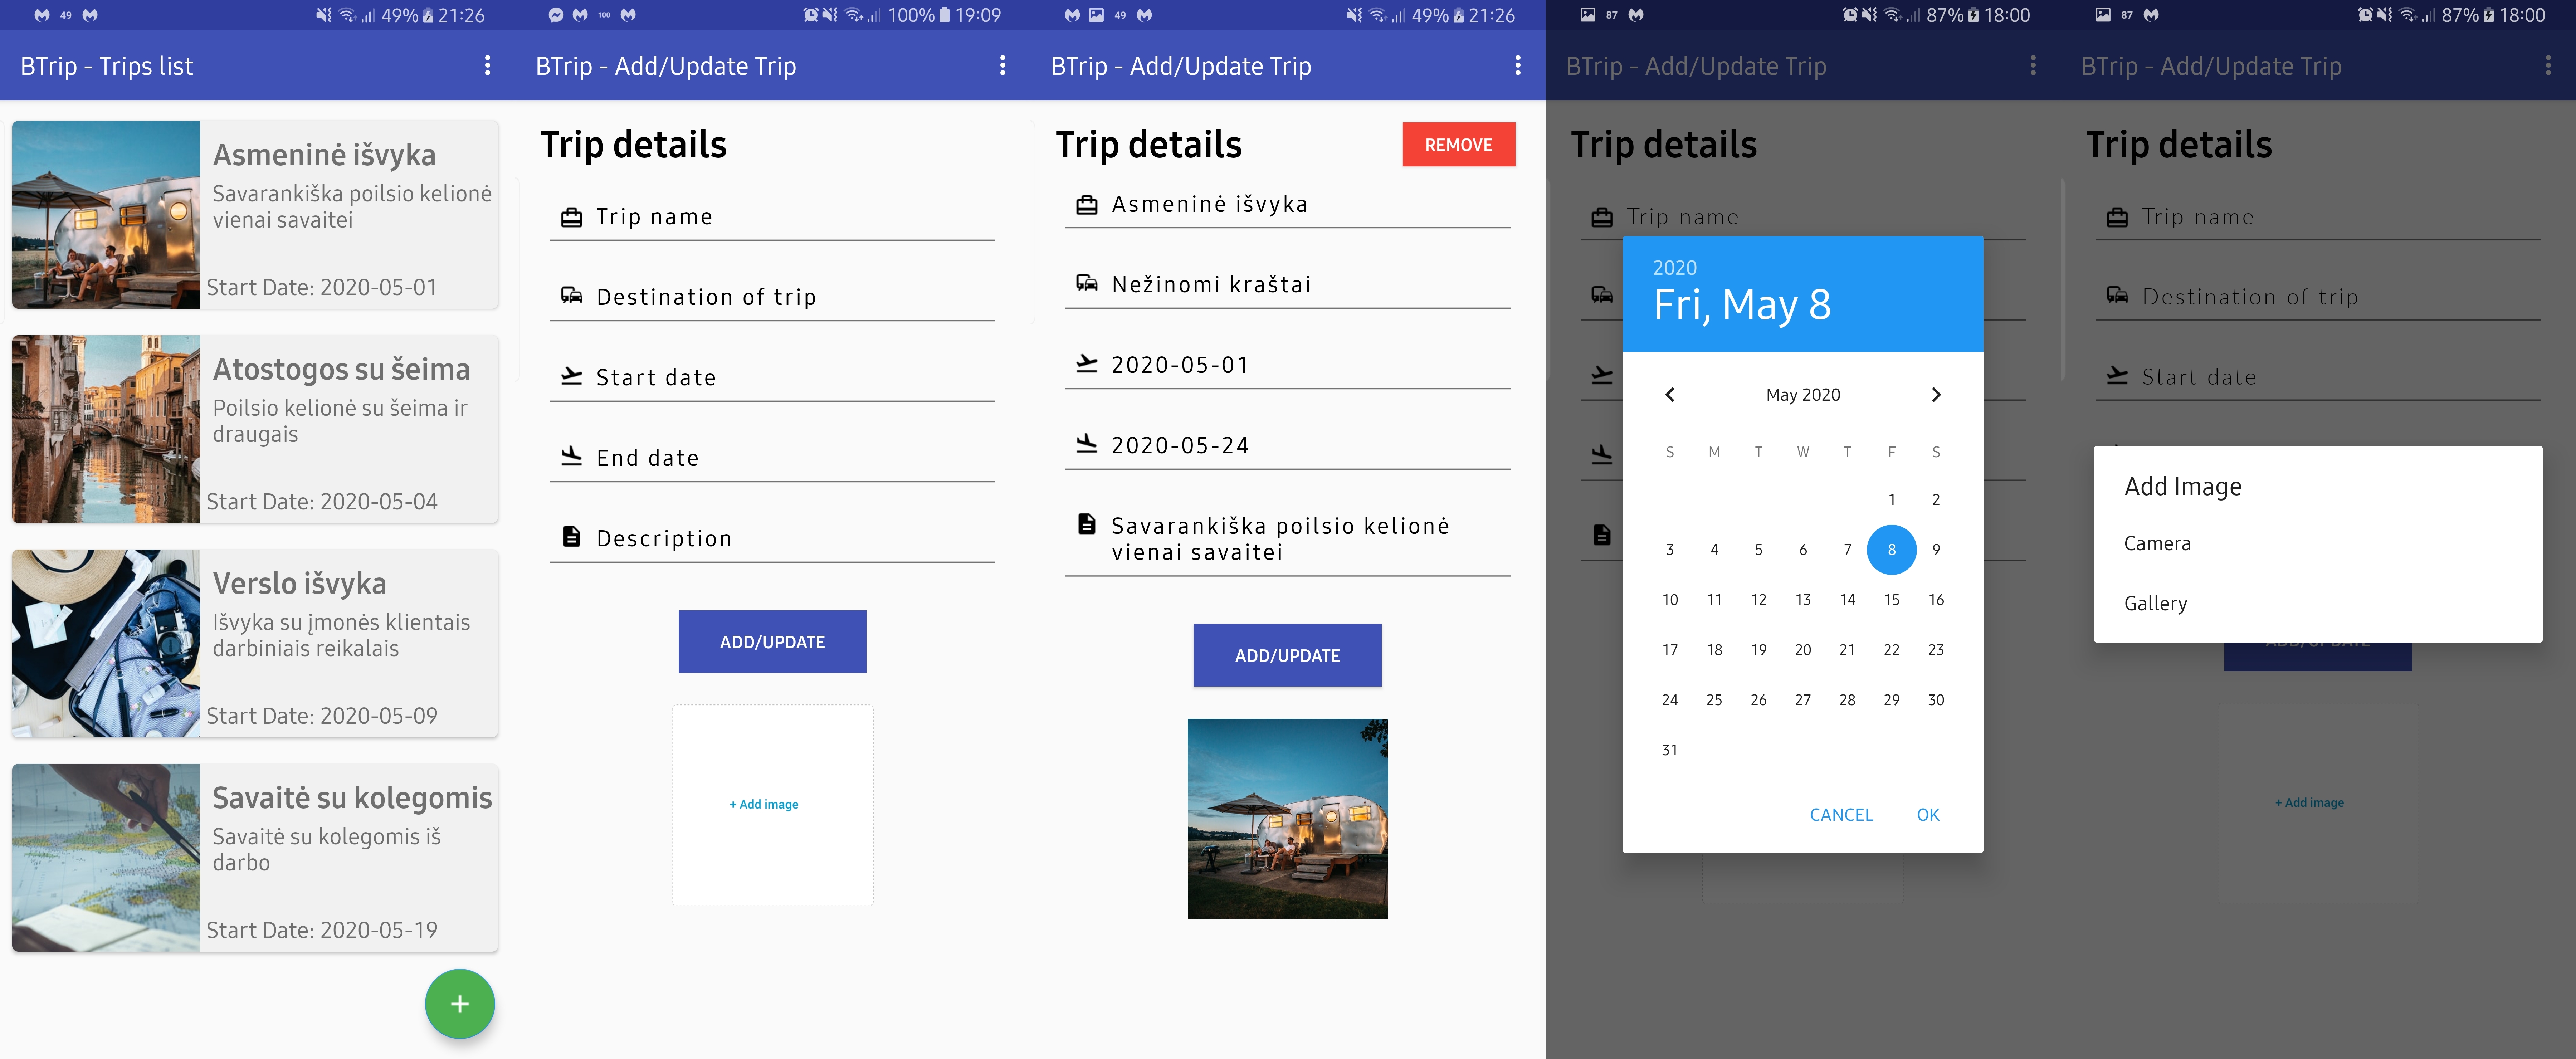 49 49% 21:26
BTrip - Trips list
Asmeninė išvyka
Savarankiška poilsio kelionė
vienai savaitei
Start Date: 2020-05-01
Atostogos su šeima
Poilsio kelionė su šeima ir
draugais
Start Date: 2020-05-04
Verslo išvyka
Išvyka su įmonės klientais
darbiniais reikalais
Start Date: 2020-05-09
Savaitė su kolegomis
Savaitė su kolegomis iš
darbo
Start Date: 2020-05-19
+
100 100% 19:09
BTrip - Add/Update Trip
Trip details
Trip name
Destination of trip
Start date
End date
Description
ADD/UPDATE
+ Add image
49 49% 21:26
BTrip - Add/Update Trip
Trip details
REMOVE
Asmeninė išvyka
Nežinomi kraštai
2020-05-01
2020-05-24
Savarankiška poilsio kelionė
vienai savaitei
ADD/UPDATE
87 87% 18:00
BTrip - Add/Update Trip
Trip details
Trip name
2020
Fri, May 8
May 2020
S M T W T F S
1 2
3 4 5 6 7 8 9
10 11 12 13 14 15 16
17 18 19 20 21 22 23
24 25 26 27 28 29 30
31
CANCEL OK
87 87% 18:00
BTrip - Add/Update Trip
Trip details
Trip name
Destination of trip
Start date
Add Image
Camera
Gallery
ADD/UPDATE
+ Add image